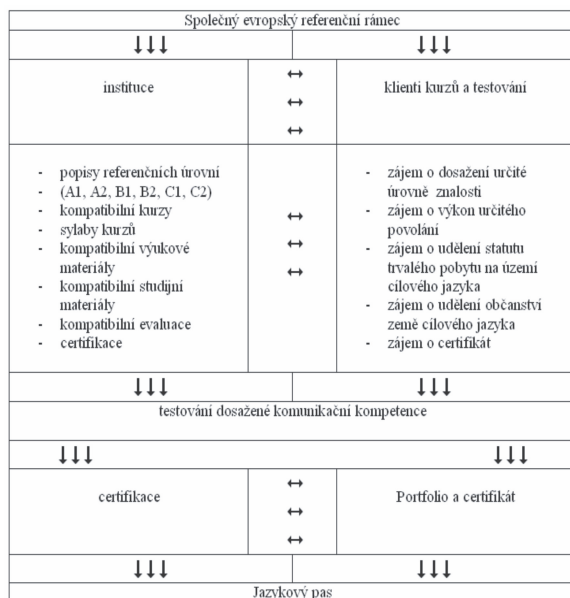 Společný evropský referenční rámec
instituce
klienti kurzů a testování
- popisy referenčních úrovní
- (A1, A2, B1, B2, C1, C2)
- kompatibilní kurzy
- sylaby kurzů
- kompatibilní výukové
materiály
- kompatibilní studijní
materiály
- kompatibilní evaluace
- certifikace
- zájem o dosažení určité
úrovně znalosti
- zájem o výkon určitého
povolání
- zájem o udělení statutu
trvalého pobytu na území
cílového jazyka
- zájem o udělení občanství
země cílového jazyka
- zájem o certifikát
testování dosažené komunikační kompetence
certifikace
Portfolio a certifikát
Jazykový pas